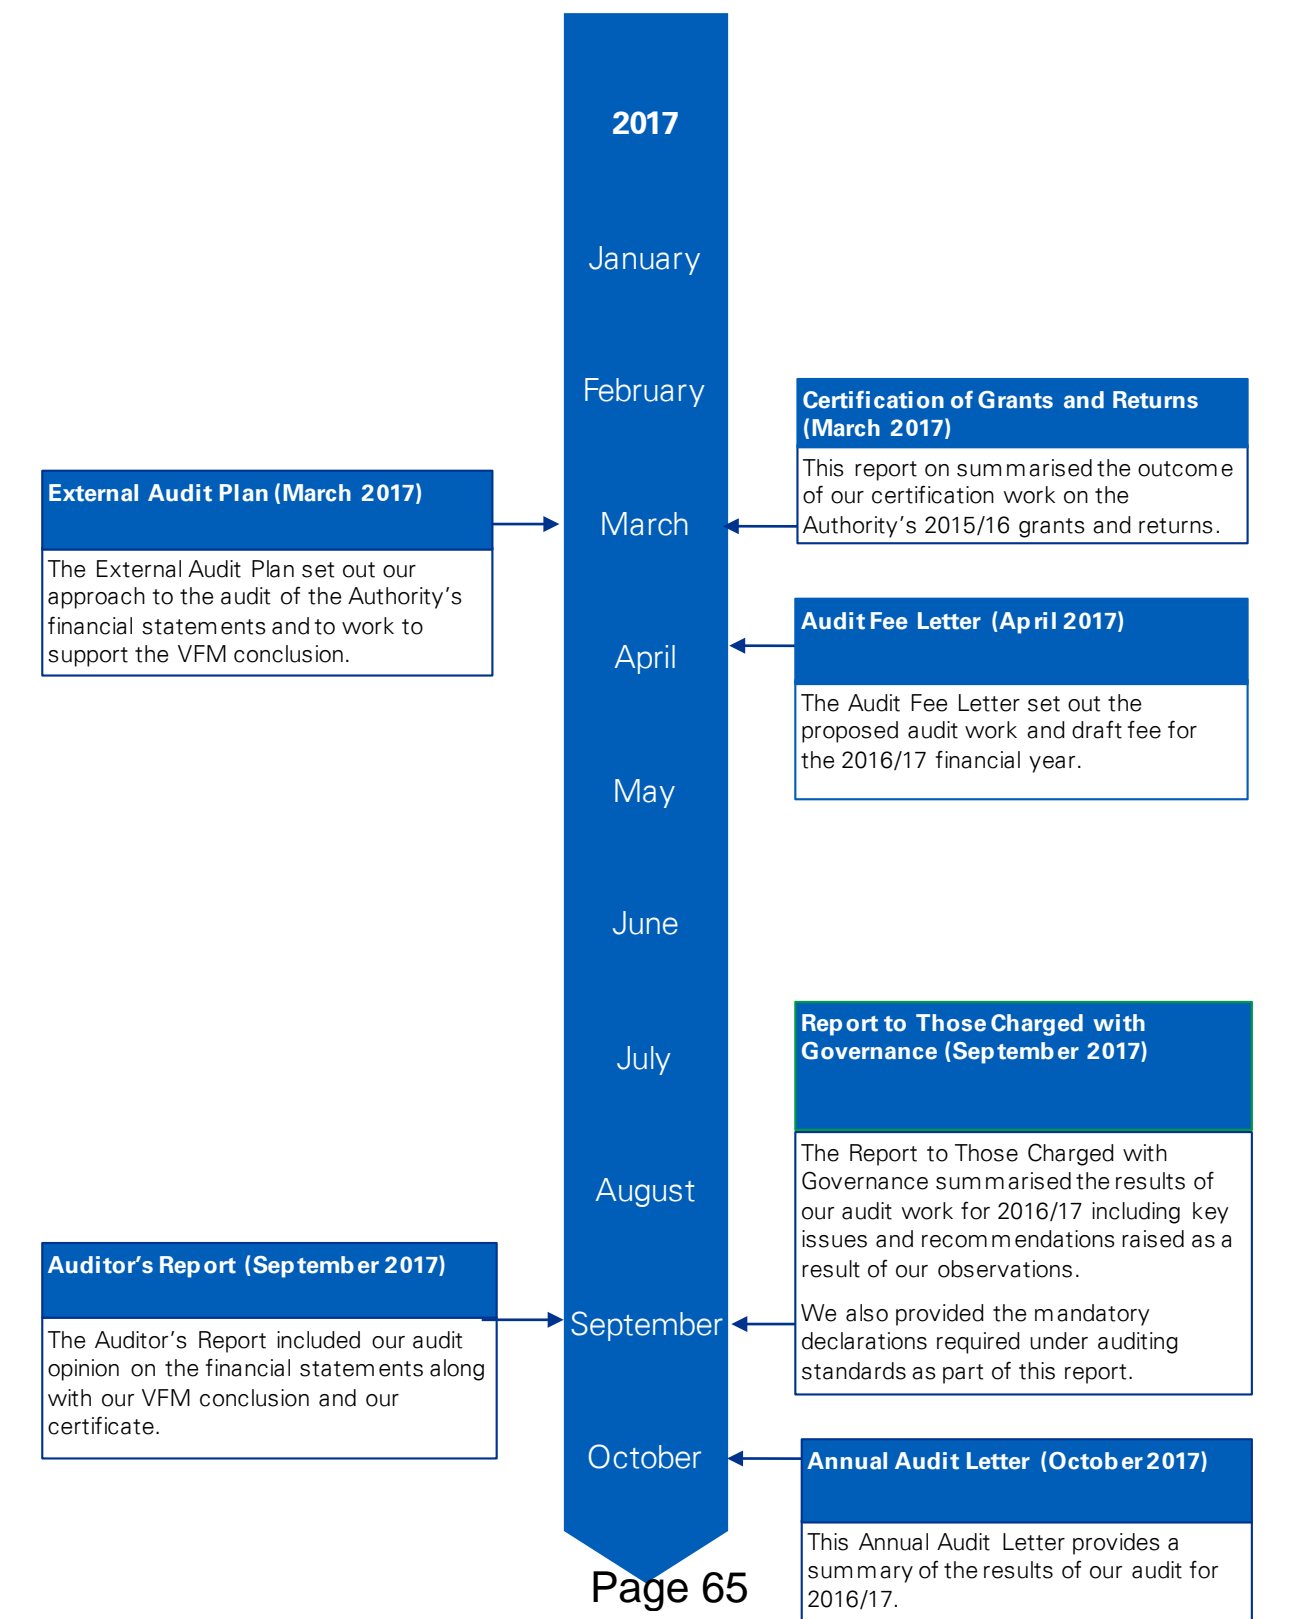 2017
January
February
Certification of Grants and Returns
(March 2017)
This report on summarised the outcome
of our certification work on the
Authority's 2015/16 grants and returns.
External Audit Plan (March 2017)
The External Audit Plan set out our
approach to the audit of the Authority's
financial statements and to work to
support the VFM conclusion.
March
Audit Fee Letter (April 2017)
The Audit Fee Letter set out the
proposed audit work and draft fee for
the 2016/17 financial year.
April
May
June
July
Report to Those Charged with
Governance (September 2017)
The Report to Those Charged with
Governance summarised the results of
our audit work for 2016/17 including key
issues and recommendations raised as a
result of our observations.
We also provided the mandatory
declarations required under auditing
standards as part of this report.
August
Auditor's Report (September 2017)
The Auditor's Report included our audit
opinion on the financial statements along
with our VFM conclusion and our
certificate.
September
October
Annual Audit Letter (October 2017)
This Annual Audit Letter provides a
summary of the results of our audit for
2016/17.
Page 65